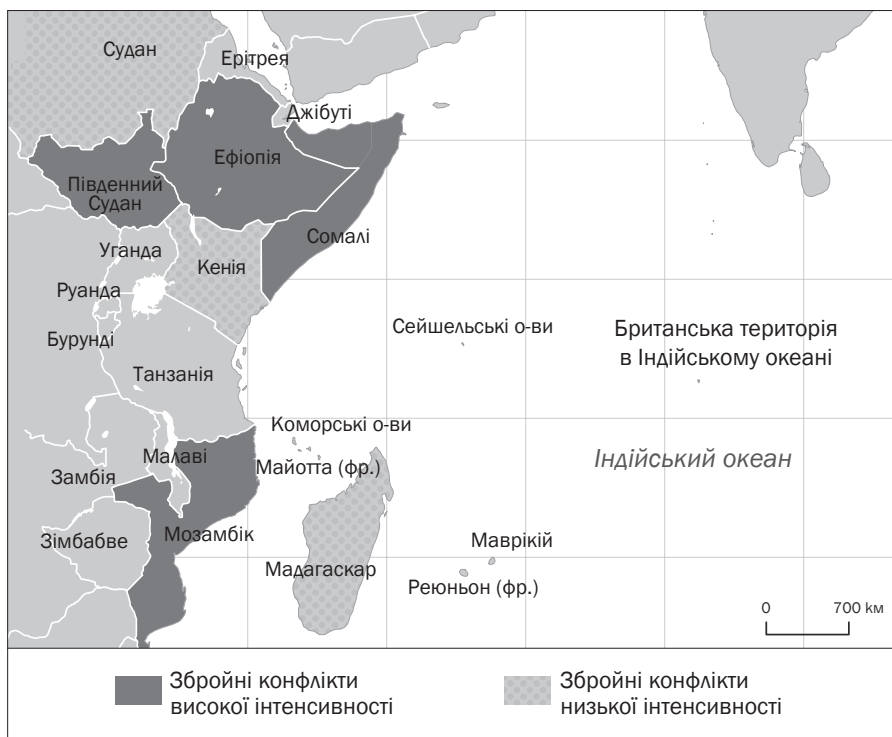 Судан
Ерітрея
Джибуті
Ефіопія
Південний
Судан
Сомалі
Уганда
Кенія
Руанда
Сейшельські о-ви
Британська територія
в Індійському океані
Бурунді
Танзанія
Коморські о-ви
Малаві
Майотта (фр.)
Індійський океан
Замбія
Мозамбік
Зімбабве
Маврікій
Мадагаскар
Реюньон (фр.)
0 700 км
Збройні конфлікти
високої інтенсивності
Збройні конфлікти
низької інтенсивності